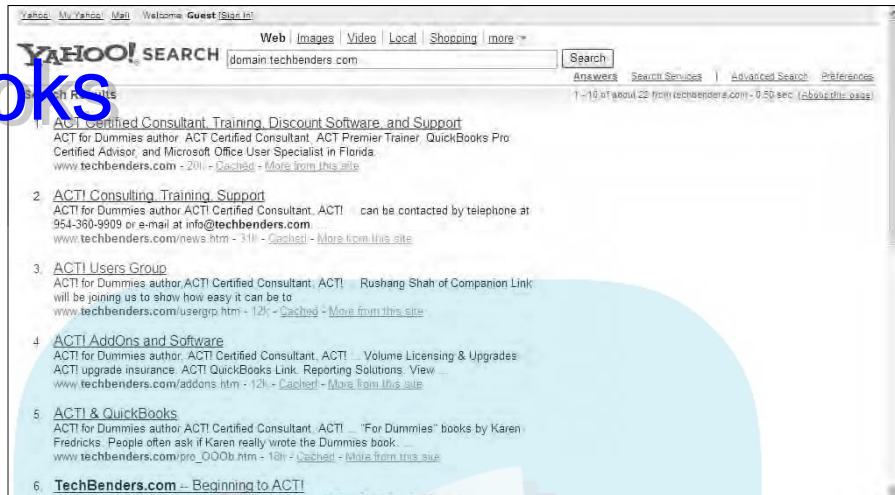 Yahoo! My Yahoo! Mail Welcome, Guest [Sign In]
Web | Images | Video | Local | Shopping | more
YAHOO! SEARCH domain:techbenders.com Search
Answers Search Services | Advanced Search Preferences
oks
Search Results 1 - 10 of about 22 from techbenders.com - 0.50 sec. (About this page)
1. ACT Certified Consultant, Training, Discount Software, and Support
ACT for Dummies author. ACT Certified Consultant, ACT Premier Trainer, QuickBooks Pro
Certified Advisor, and Microsoft Office User Specialist in Florida.
www.techbenders.com - 20k - Cached - More from this site
2. ACT! Consulting, Training, Support
ACT! for Dummies author ACT! Certified Consultant, ACT! ... can be contacted by telephone at
954-360-9909 or e-mail at info@techbenders.com. ...
www.techbenders.com/news.htm - 31k - Cached - More from this site
3. ACT! Users Group
ACT! for Dummies author,ACT! Certified Consultant, ACT! ... Rushang Shah of Companion Link
will be joining us to show how easy it can be to
www.techbenders.com/usergrp.htm - 12k - Cached - More from this site
4. ACT! AddOns and Software
ACT! for Dummies author, ACT! Certified Consultant, ACT! ... Volume Licensing & Upgrades.
ACT! upgrade insurance. ACT! QuickBooks Link. Reporting Solutions. View ...
www.techbenders.com/addons.htm - 12k - Cached - More from this site
5. ACT! & QuickBooks
ACT! for Dummies author ACT! Certified Consultant, ACT! ... "For Dummies" books by Karen
Fredricks. People often ask if Karen really wrote the Dummies book. ...
www.techbenders.com/pro_OOOb.htm - 18k - Cached - More from this site
6. TechBenders.com -- Beginning to ACT!